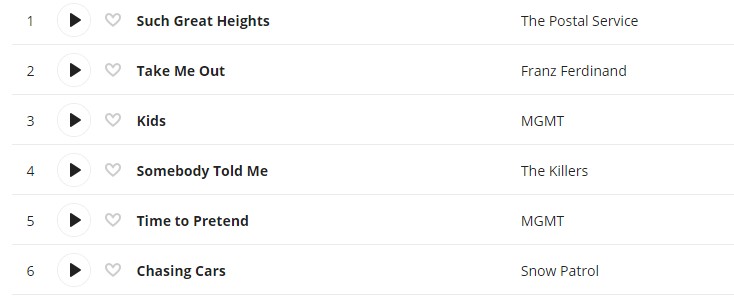 1 Such Great Heights The Postal Service
2 Take Me Out Franz Ferdinand
3 Kids MGMT
4 Somebody Told Me The Killers
5 Time to Pretend MGMT
6 Chasing Cars Snow Patrol